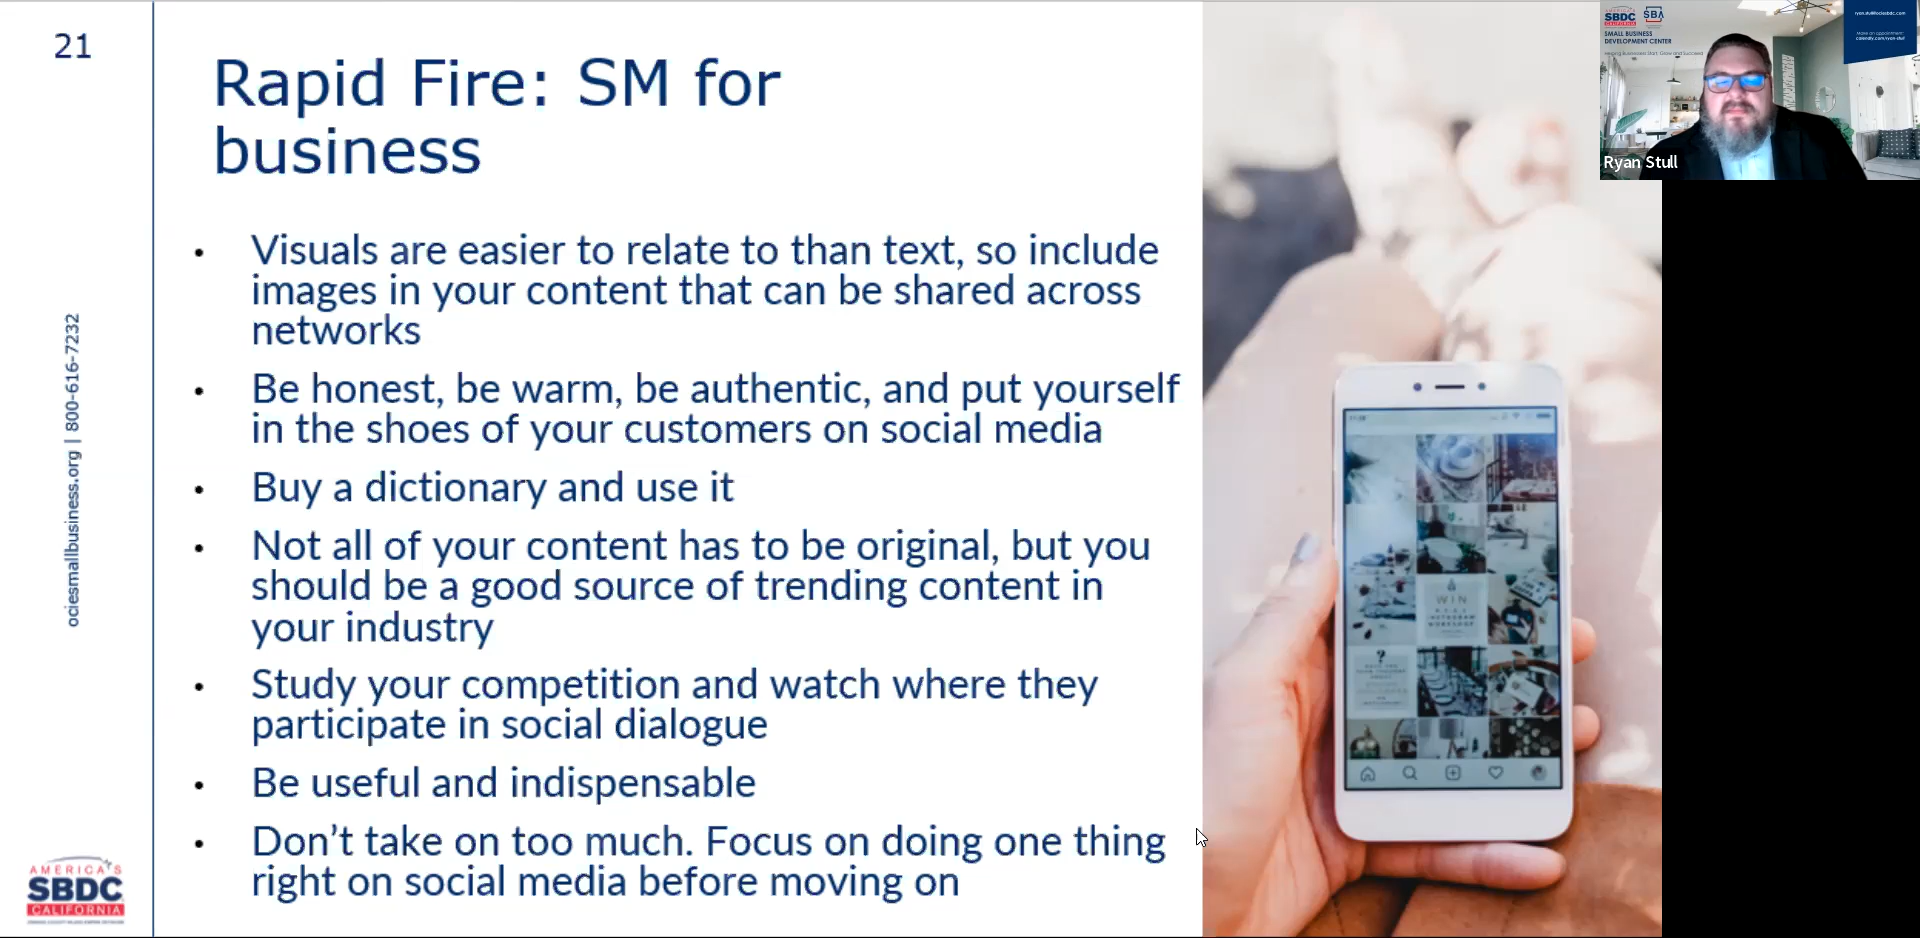 21
Rapid Fire: SM for
business
• Visuals are easier to relate to than text, so include
images in your content that can be shared across
networks
• Be honest, be warm, be authentic, and put yourself
in the shoes of your customers on social media
• Buy a dictionary and use it
• Not all of your content has to be original, but you
should be a good source of trending content in
your industry
• Study your competition and watch where they
participate in social dialogue
• Be useful and indispensable
• Don't take on too much. Focus on doing one thing
right on social media before moving on
ociesmallbusiness.org | 800-616-7232
AMERICA'S
SBDC
CALIFORNIA
WIN
WORKSHOP
AMERICA'S
SBDC
CALIFORNIA
SBA
SMALL BUSINESS
DEVELOPMENT CENTER
Make an appointment:
Ryan Stull